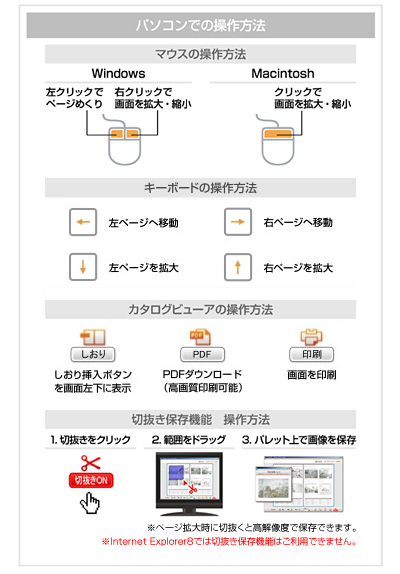 パソコンでの操作方法
マウスの操作方法
Windows
Macintosh
左クリックで
ページめくり
右クリックで
画面を拡大・縮小
クリックで
画面を拡大・縮小
キーボードの操作方法
左ページへ移動
右ページへ移動
左ページを拡大
右ページを拡大
カタログビューアの操作方法
しおり
PDF
PDF
印刷
しおり挿入ボタン
を画面左下に表示
PDFダウンロード
（高画質印刷可能）
画面を印刷
切抜き保存機能　操作方法
1. 切抜きをクリック
2. 範囲をドラッグ
3. パレット上で画像を保存
切抜きON
※ページ拡大時に切抜くと高解像度で保存できます。
※Internet Explorer8では切抜き保存機能はご利用できません。